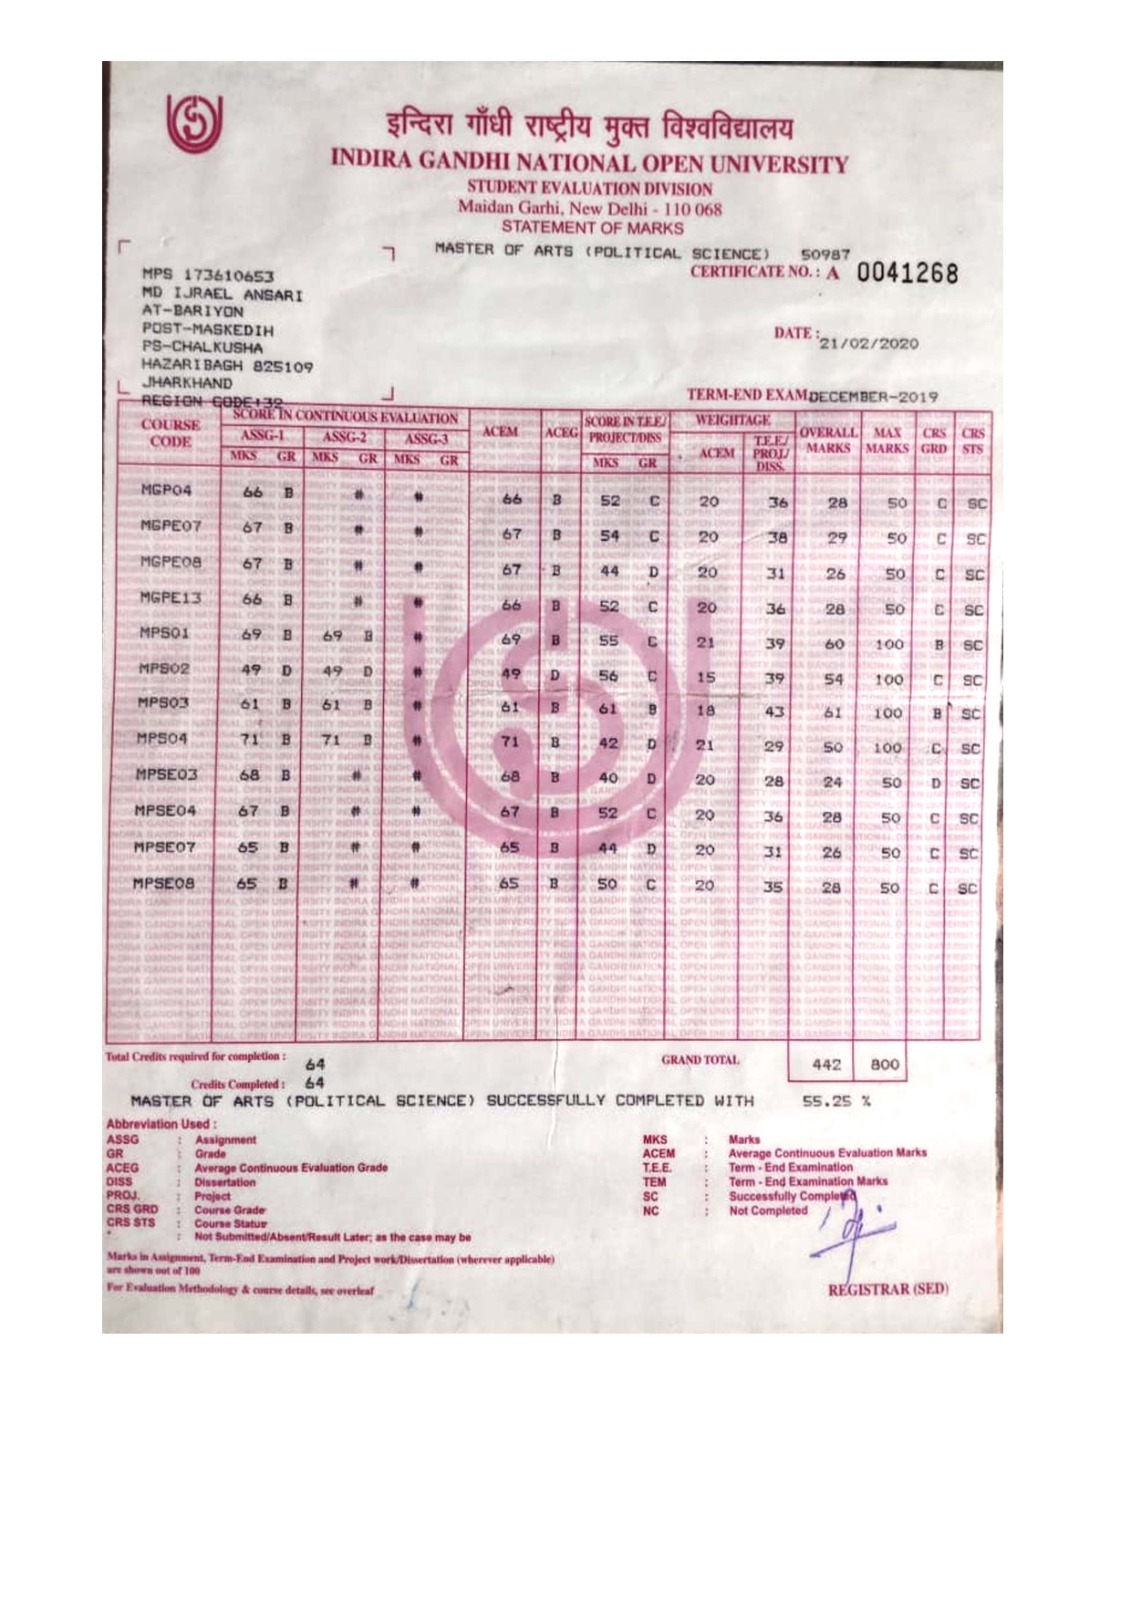 इन्दिरा गाँधी राष्ट्रीय मुक्त विश्वविद्यालय
INDIRA GANDHI NATIONAL OPEN UNIVERSITY
STUDENT EVALUATION DIVISION
Maidan Garhi, New Delhi - 110 068
STATEMENT OF MARKS
MASTER OF ARTS (POLITICAL SCIENCE) 50987
CERTIFICATE NO. : A 0041268
MPS 173610653
MD IJRAEL ANSARI
AT-BARIYON
POST-MASKEDIH
PS-CHALKUSHA
HAZARIBAGH 825109
JHARKHAND
REGION CODE:32
DATE : 21/02/2020
TERM-END EXAM DECEMBER-2019
COURSE CODE SCORE IN CONTINUOUS EVALUATION ACEM ACEG SCORE IN T.E.E/ PROJECT/DISS WEIGHTAGE OVERALL MARKS MAX MARKS CRS GRD CRS STS
ASSG-1 ASSG-2 ASSG-3 ACEM T.E.E/ PROJ./ DISS.
MKS GR MKS GR MKS GR MKS GR
MGP04 66 B # # 66 B 52 C 20 36 28 50 C SC
MGPE07 67 B # # 67 B 54 C 20 38 29 50 C SC
MGPE08 67 B # # 67 B 44 D 20 31 26 50 C SC
MGPE13 66 B # # 66 B 52 C 20 36 28 50 C SC
MPS01 69 B 69 B # 69 B 55 C 21 39 60 100 B SC
MPS02 49 D 49 D # 49 D 56 C 15 39 54 100 C SC
MPS03 61 B 61 B # 61 B 61 B 18 43 61 100 B SC
MPS04 71 B 71 B # 71 B 42 D 21 29 50 100 C SC
MPSE03 68 B # # 68 B 40 D 20 28 24 50 D SC
MPSE04 67 B # # 67 B 52 C 20 36 28 50 C SC
MPSE07 65 B # # 65 B 44 D 20 31 26 50 C SC
MPSE08 65 B # # 65 B 50 C 20 35 28 50 C SC
Total Credits required for completion : 64 GRAND TOTAL 442 800
Credits Completed : 64
MASTER OF ARTS (POLITICAL SCIENCE) SUCCESSFULLY COMPLETED WITH 55.25 %
Abbreviation Used :
ASSG : Assignment MKS : Marks
GR : Grade ACEM : Average Continuous Evaluation Marks
ACEG : Average Continuous Evaluation Grade T.E.E. : Term - End Examination
DISS : Dissertation TEM : Term - End Examination Marks
PROJ. : Project SC : Successfully Completed
CRS GRD : Course Grade NC : Not Completed
CRS STS : Course Status
* : Not Submitted/Absent/Result Later; as the case may be
Marks in Assignment, Term-End Examination and Project work/Dissertation (wherever applicable)
are shown out of 100
For Evaluation Methodology & course details, see overleaf
REGISTRAR (SED)